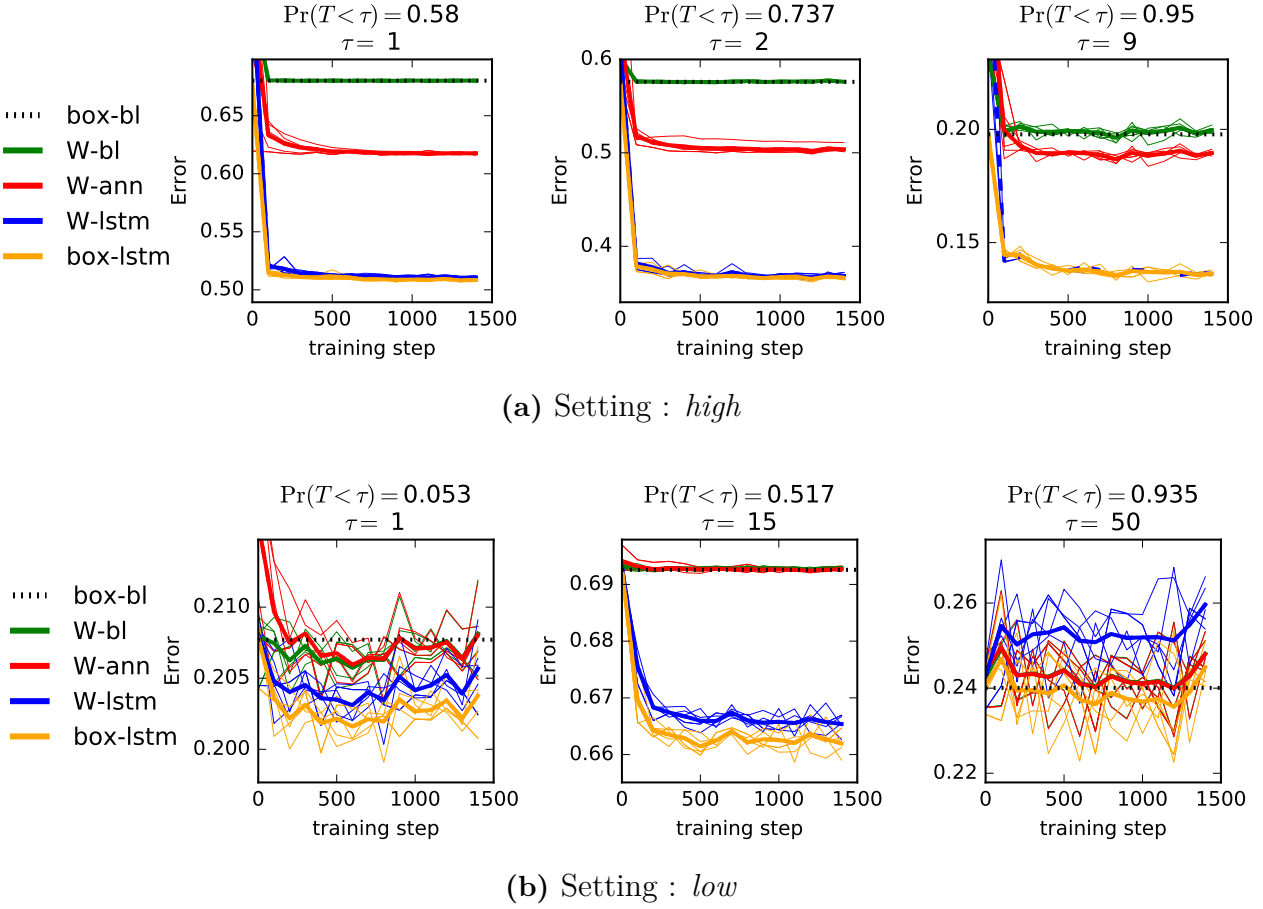 Pr(T < τ) = 0.58
τ = 1
Pr(T < τ) = 0.737
τ = 2
Pr(T < τ) = 0.95
τ = 9
box-bl
W-bl
W-ann
W-lstm
box-lstm
Error
0.65
0.60
0.55
0.50
0 500 1000 1500
training step
Error
0.6
0.5
0.4
0 500 1000 1500
training step
Error
0.20
0.15
0 500 1000 1500
training step
(a) Setting : high
Pr(T < τ) = 0.053
τ = 1
Pr(T < τ) = 0.517
τ = 15
Pr(T < τ) = 0.935
τ = 50
box-bl
W-bl
W-ann
W-lstm
box-lstm
Error
0.210
0.205
0.200
0 500 1000 1500
training step
Error
0.69
0.68
0.67
0.66
0 500 1000 1500
training step
Error
0.26
0.24
0.22
0 500 1000 1500
training step
(b) Setting : low